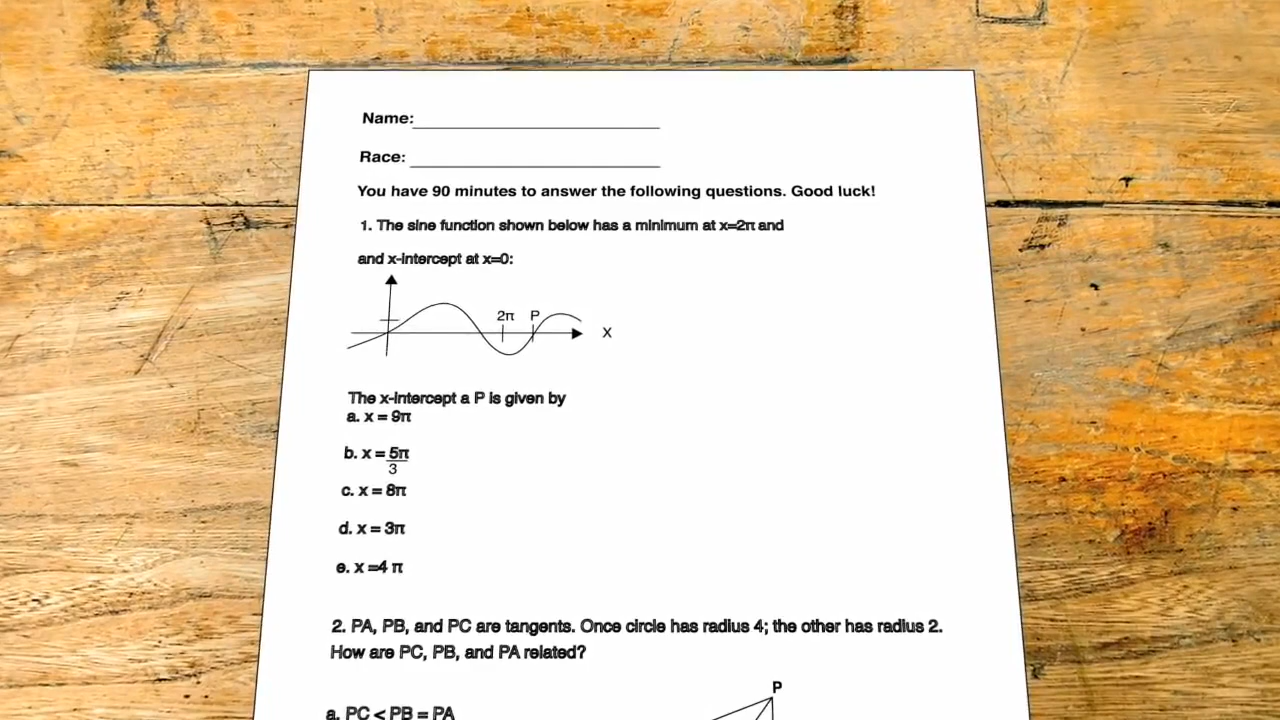 Name:
Race:
You have 90 minutes to answer the following questions. Good luck!
1. The sine function shown below has a minimum at x=2π and
and x-intercept at x=0:
2π P
X
The x-intercept a P is given by
a. x = 9π
b. x = 5π
3
c. x = 8π
d. x = 3π
e. x =4 π
2. PA, PB, and PC are tangents. Once circle has radius 4; the other has radius 2.
How are PC, PB, and PA related?
P
a. PC < PB = PA